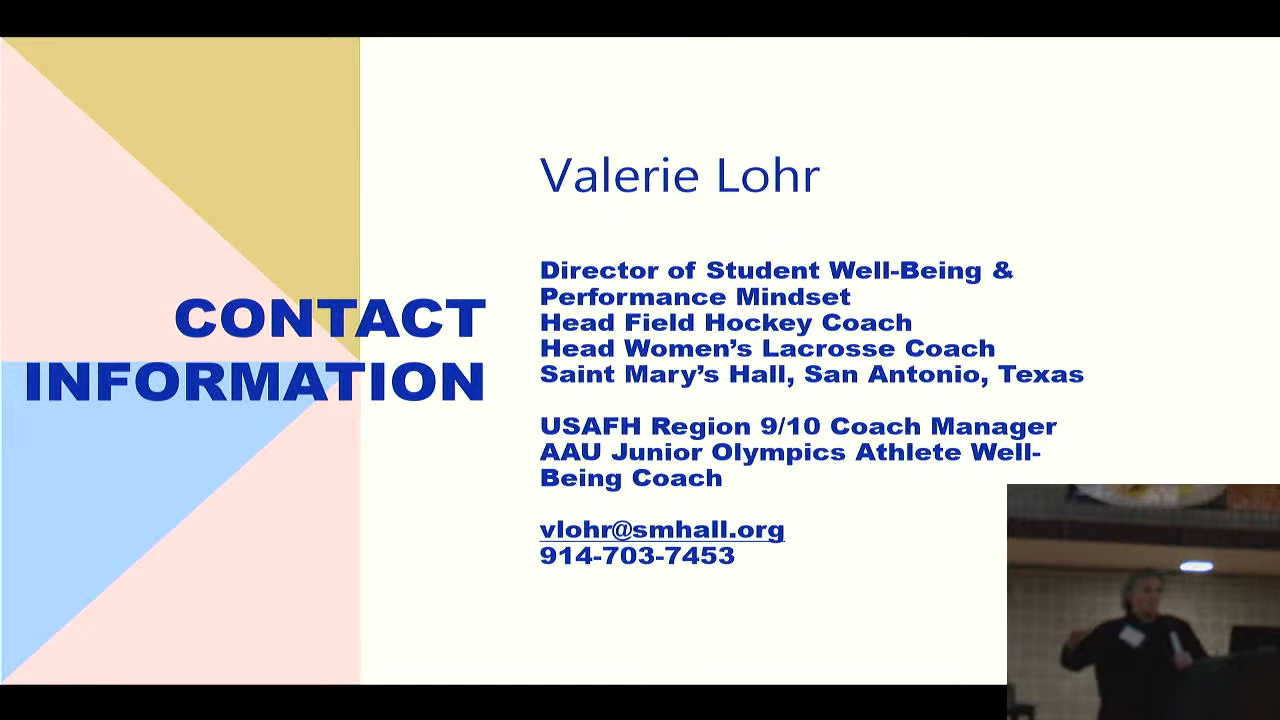 CONTACT
INFORMATION
Valerie Lohr
Director of Student Well-Being &
Performance Mindset
Head Field Hockey Coach
Head Women’s Lacrosse Coach
Saint Mary’s Hall, San Antonio, Texas
USAFH Region 9/10 Coach Manager
AAU Junior Olympics Athlete Well-
Being Coach
vlohr@smhall.org
914-703-7453